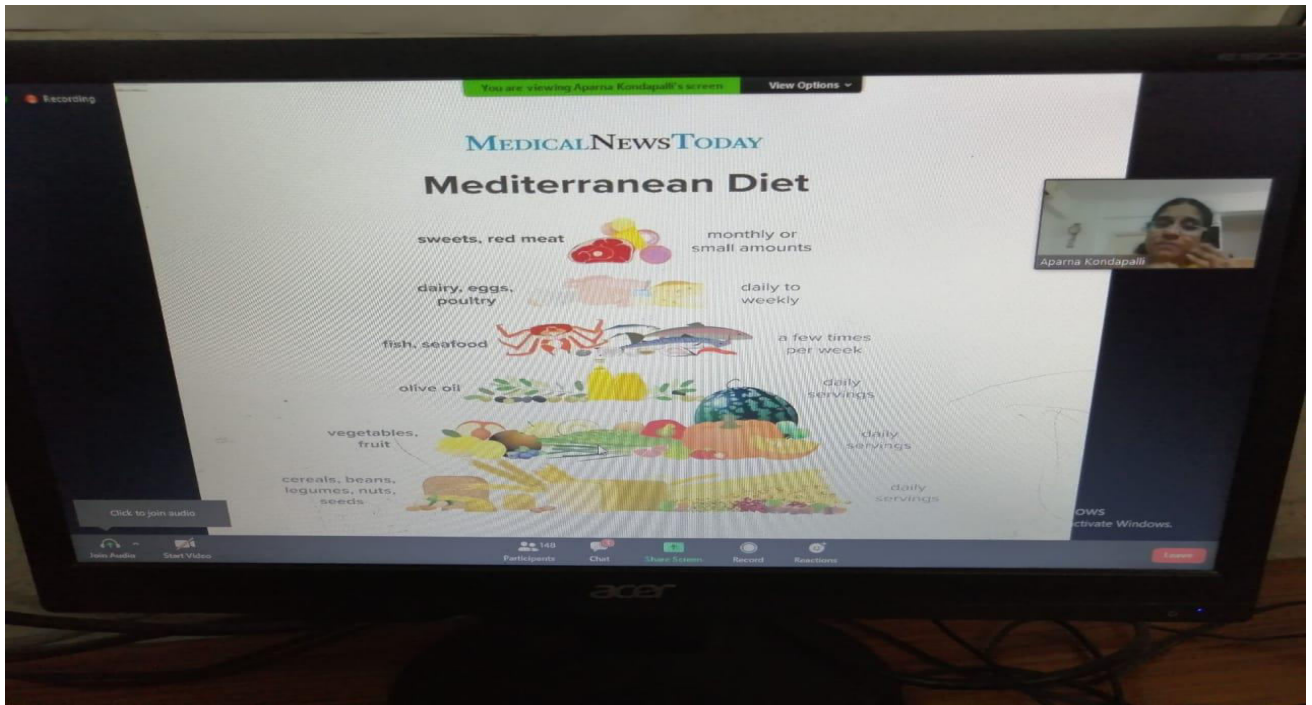 Recording
You are viewing Aparna Kondapalli's screen
View Options
MEDICALNEWSTODAY
Mediterranean Diet
sweets, red meat
monthly or
small amounts
dairy, eggs,
poultry
daily to
weekly
fish, seafood
a few times
per week
olive oil
daily
servings
vegetables,
fruit
daily
servings
cereals, beans,
legumes, nuts,
seeds
daily
servings
Aparna Kondapalli
Click to join audio
ctivate Windows.
Join Audio
Start Video
148
Participants
Chat
Share Screen
Record
Reactions
Leave
acer